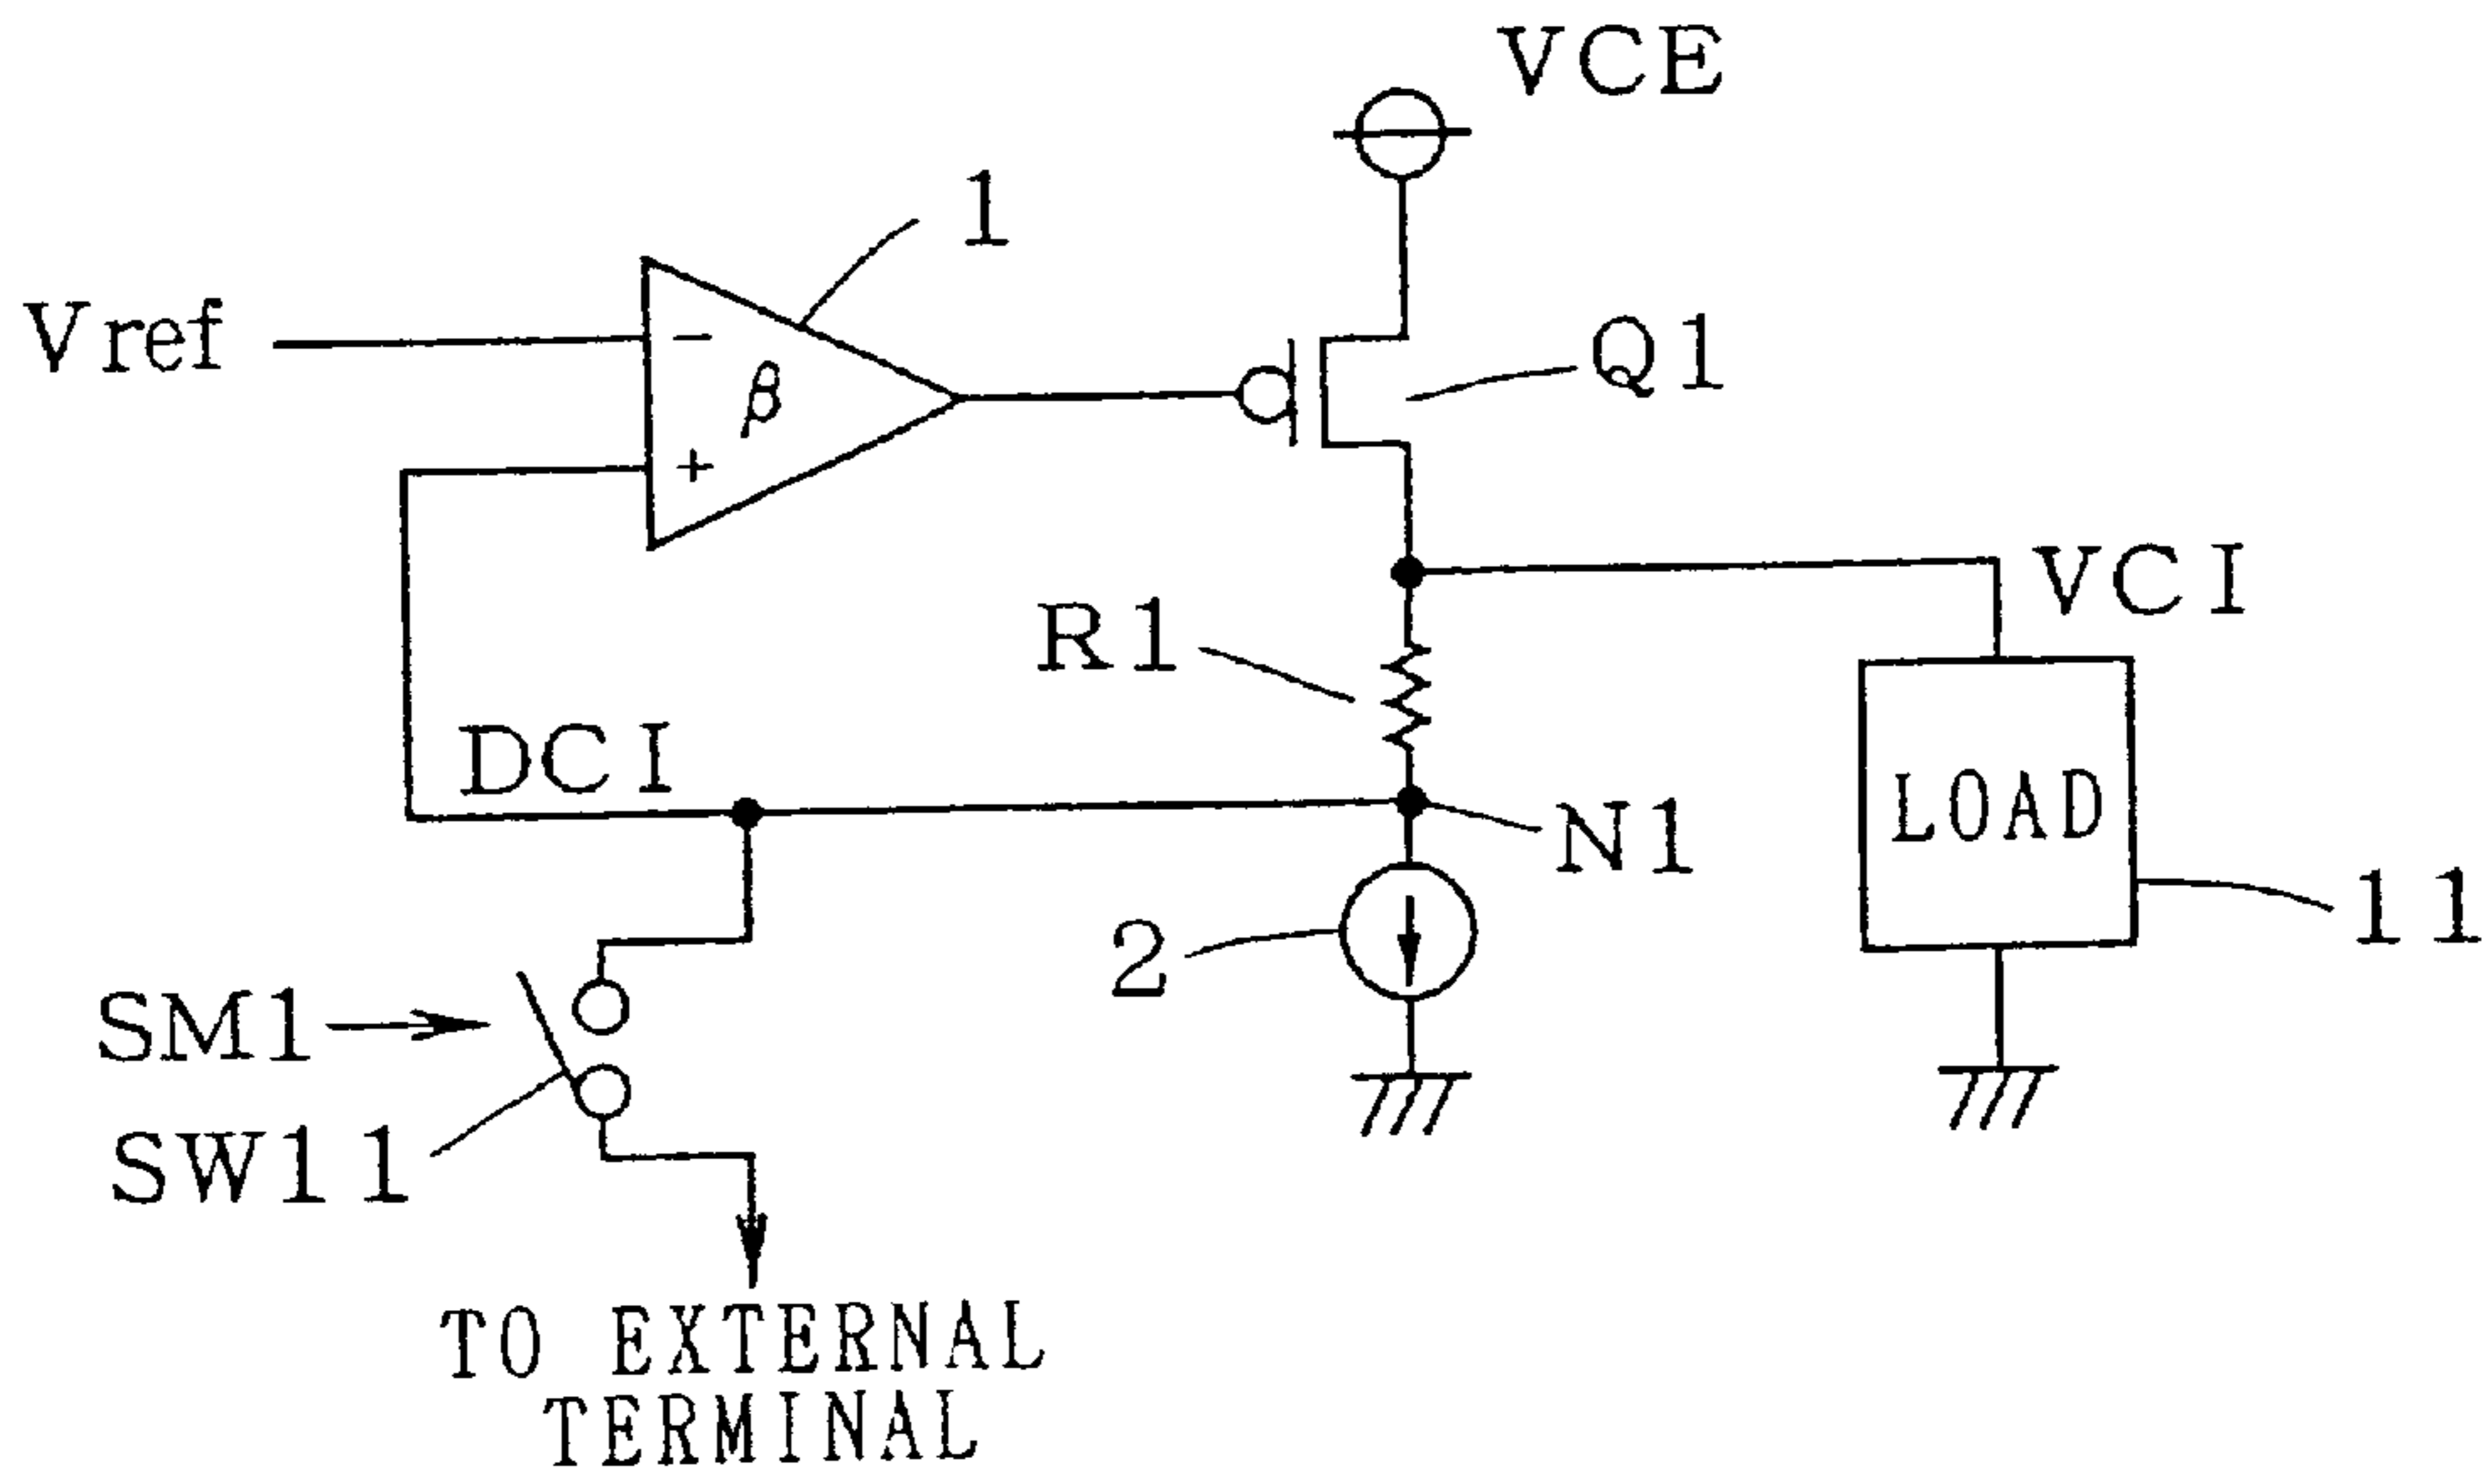 VCE
1
Vref
−
β
+
Q1
VCI
R1
DCI
LOAD
N1
2
11
SM1
SW11
TO EXTERNAL
TERMINAL